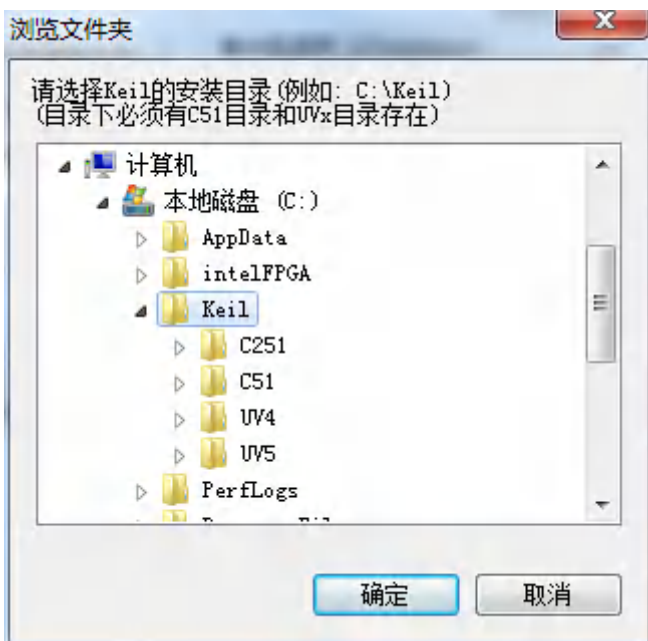 浏览文件夹
请选择Keil的安装目录(例如: C:\Keil)
(目录下必须有C51目录和UVx目录存在)
计算机
本地磁盘 (C:)
AppData
intelFPGA
Keil
C251
C51
UV4
UV5
PerfLogs
确定
取消